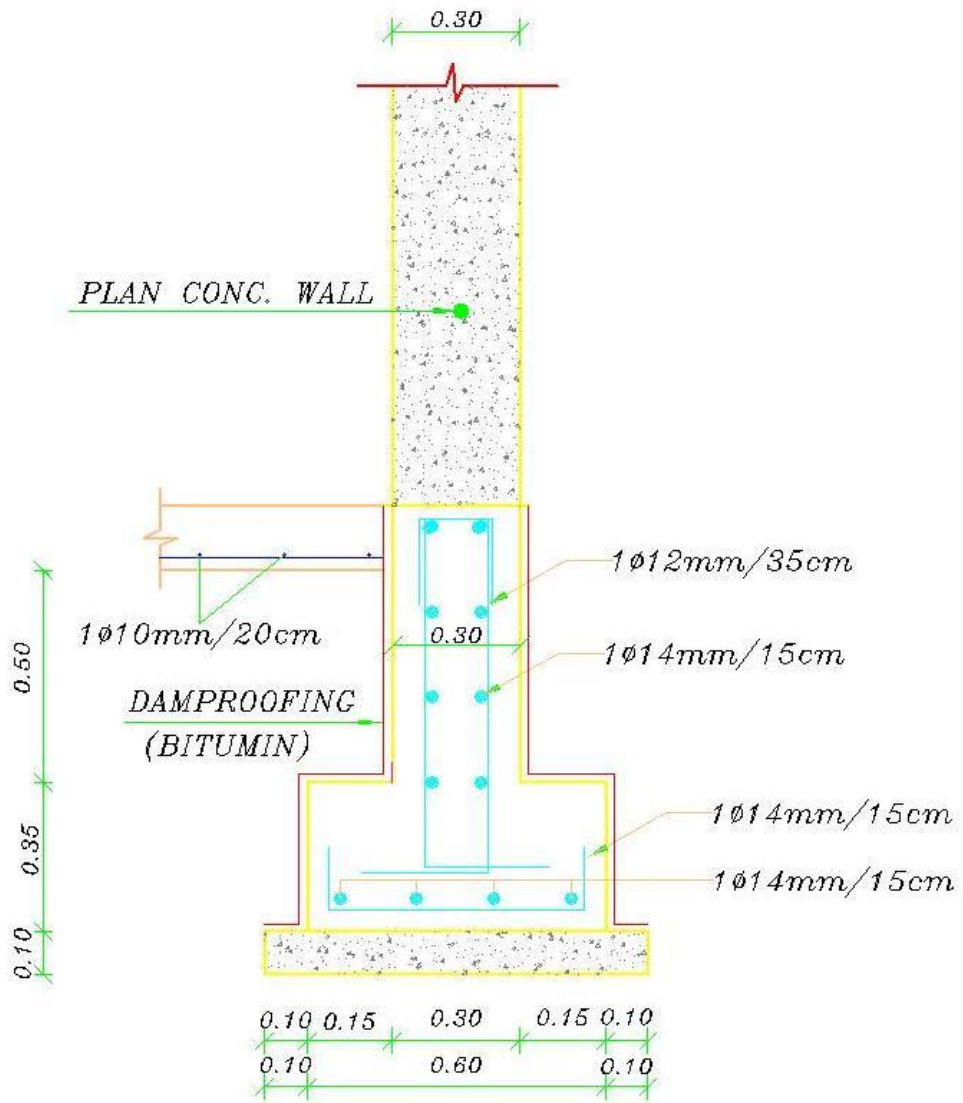 0.30
PLAN CONC. WALL
1ø12mm/35cm
1ø10mm/20cm
0.30
1ø14mm/15cm
DAMPROOFING
(BITUMIN)
0.50
1ø14mm/15cm
0.35
1ø14mm/15cm
0.10
0.10 0.15 0.30 0.15 0.10
0.10 0.60 0.10